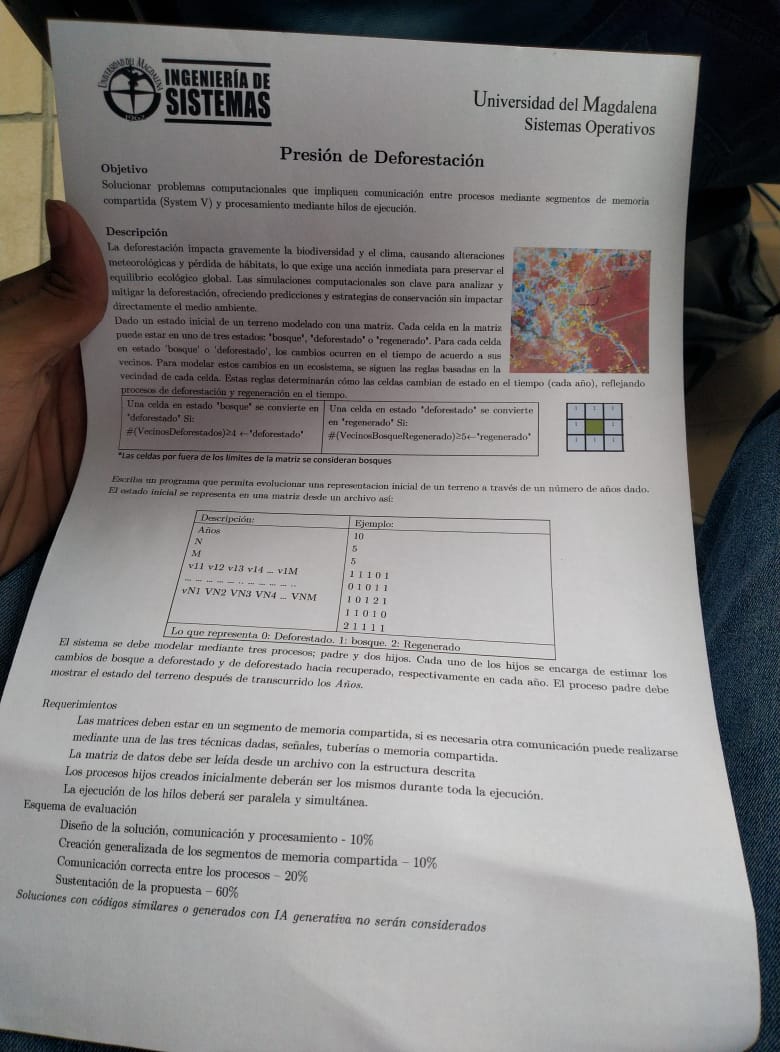 UNIVERSIDAD DEL MAGDALENA
INGENIERÍA DE
SISTEMAS
Universidad del Magdalena
Sistemas Operativos
Presión de Deforestación
Objetivo
Solucionar problemas computacionales que impliquen comunicación entre procesos mediante segmentos de memoria
compartida (System V) y procesamiento mediante hilos de ejecución.
Descripción
La deforestación impacta gravemente la biodiversidad y el clima, causando alteraciones
meteorológicas y pérdida de hábitats, lo que exige una acción inmediata para preservar el
equilibrio ecológico global. Las simulaciones computacionales son clave para analizar y
mitigar la deforestación, ofreciendo predicciones y estrategias de conservación sin impactar
directamente el medio ambiente.
Dado un estado inicial de un terreno modelado con una matriz. Cada celda en la matriz
puede estar en uno de tres estados: "bosque", "deforestado" o "regenerado". Para cada celda
en estado 'bosque' o 'deforestado', los cambios ocurren en el tiempo de acuerdo a sus
vecinos. Para modelar estos cambios en un ecosistema, se siguen las reglas basadas en la
vecindad de cada celda. Estas reglas determinarán cómo las celdas cambian de estado en el tiempo (cada año), reflejando
procesos de deforestación y regeneración en el tiempo.
Una celda en estado "bosque" se convierte en
"deforestado" Si:
#(VecinosDeforestados)≥4 ←"deforestado"
Una celda en estado "deforestado" se convierte
en "regenerado" Si:
#(VecinosBosqueRegenerado)≥5←"regenerado"
1 1 1
1 1
1 1 1
*Las celdas por fuera de los límites de la matriz se consideran bosques
Escriba un programa que permita evolucionar una representacion inicial de un terreno a través de un número de años dado.
El estado inicial se representa en una matriz desde un archivo así:
Descripción: Ejemplo:
Años 10
N 5
M 5
v11 v12 v13 v14 ... v1M 1 1 1 0 1
... ... ... ... ... .. ... ... ... ... .. 0 1 0 1 1
vN1 VN2 VN3 VN4 ... VNM 1 0 1 2 1
1 1 0 1 0
2 1 1 1 1
Lo que representa 0: Deforestado. 1: bosque. 2: Regenerado
El sistema se debe modelar mediante tres procesos; padre y dos hijos. Cada uno de los hijos se encarga de estimar los
cambios de bosque a deforestado y de deforestado hacia recuperado, respectivamente en cada año. El proceso padre debe
mostrar el estado del terreno después de transcurrido los Años.
Requerimientos
Las matrices deben estar en un segmento de memoria compartida, si es necesaria otra comunicación puede realizarse
mediante una de las tres técnicas dadas, señales, tuberías o memoria compartida.
La matriz de datos debe ser leída desde un archivo con la estructura descrita
Los procesos hijos creados inicialmente deberán ser los mismos durante toda la ejecución.
La ejecución de los hilos deberá ser paralela y simultánea.
Esquema de evaluación
Diseño de la solución, comunicación y procesamiento - 10%
Creación generalizada de los segmentos de memoria compartida – 10%
Comunicación correcta entre los procesos – 20%
Sustentación de la propuesta – 60%
Soluciones con códigos similares o generados con IA generativa no serán considerados